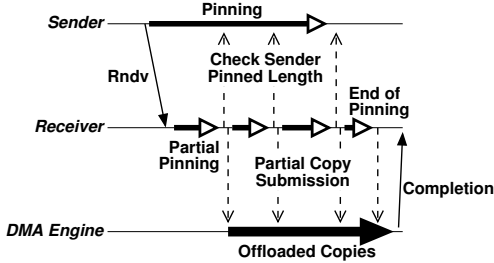 Pinning
Sender
Check Sender
Pinned Length
Rndv
End of
Pinning
Receiver
Partial
Pinning
Partial Copy
Submission
Completion
DMA Engine
Offloaded Copies